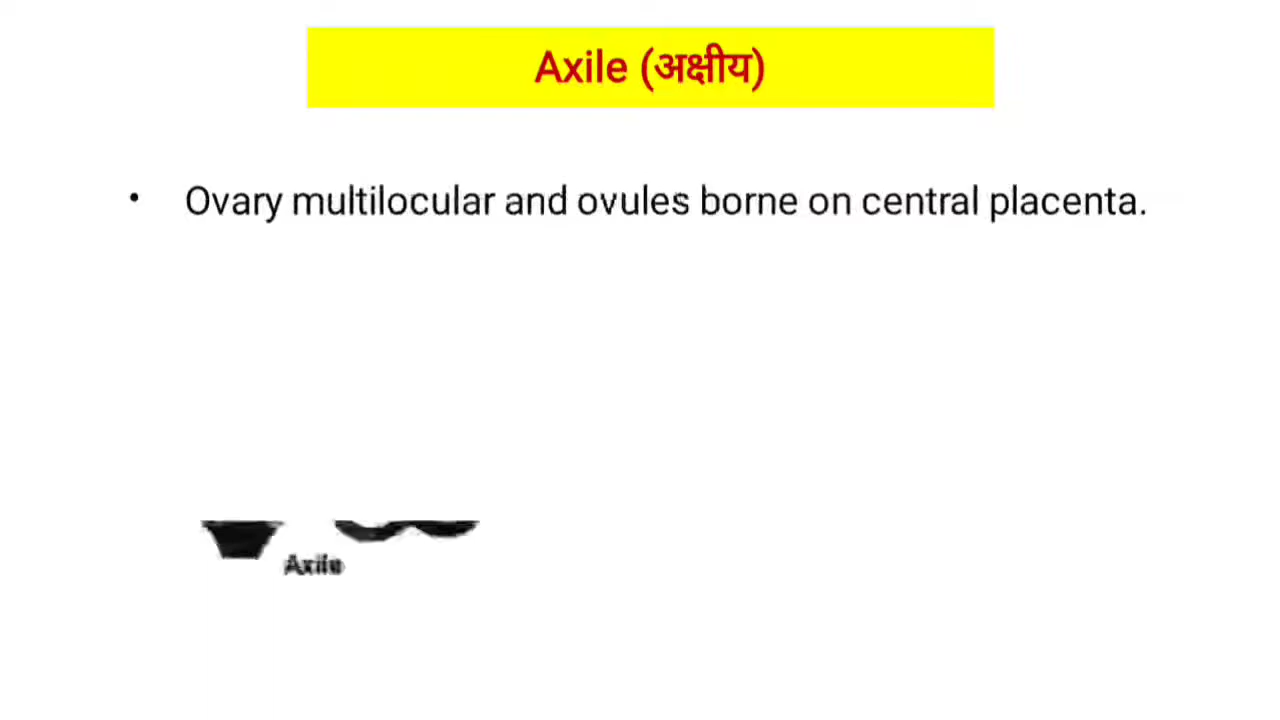 Axile (अक्षीय)
• Ovary multilocular and ovules borne on central placenta.
Axile